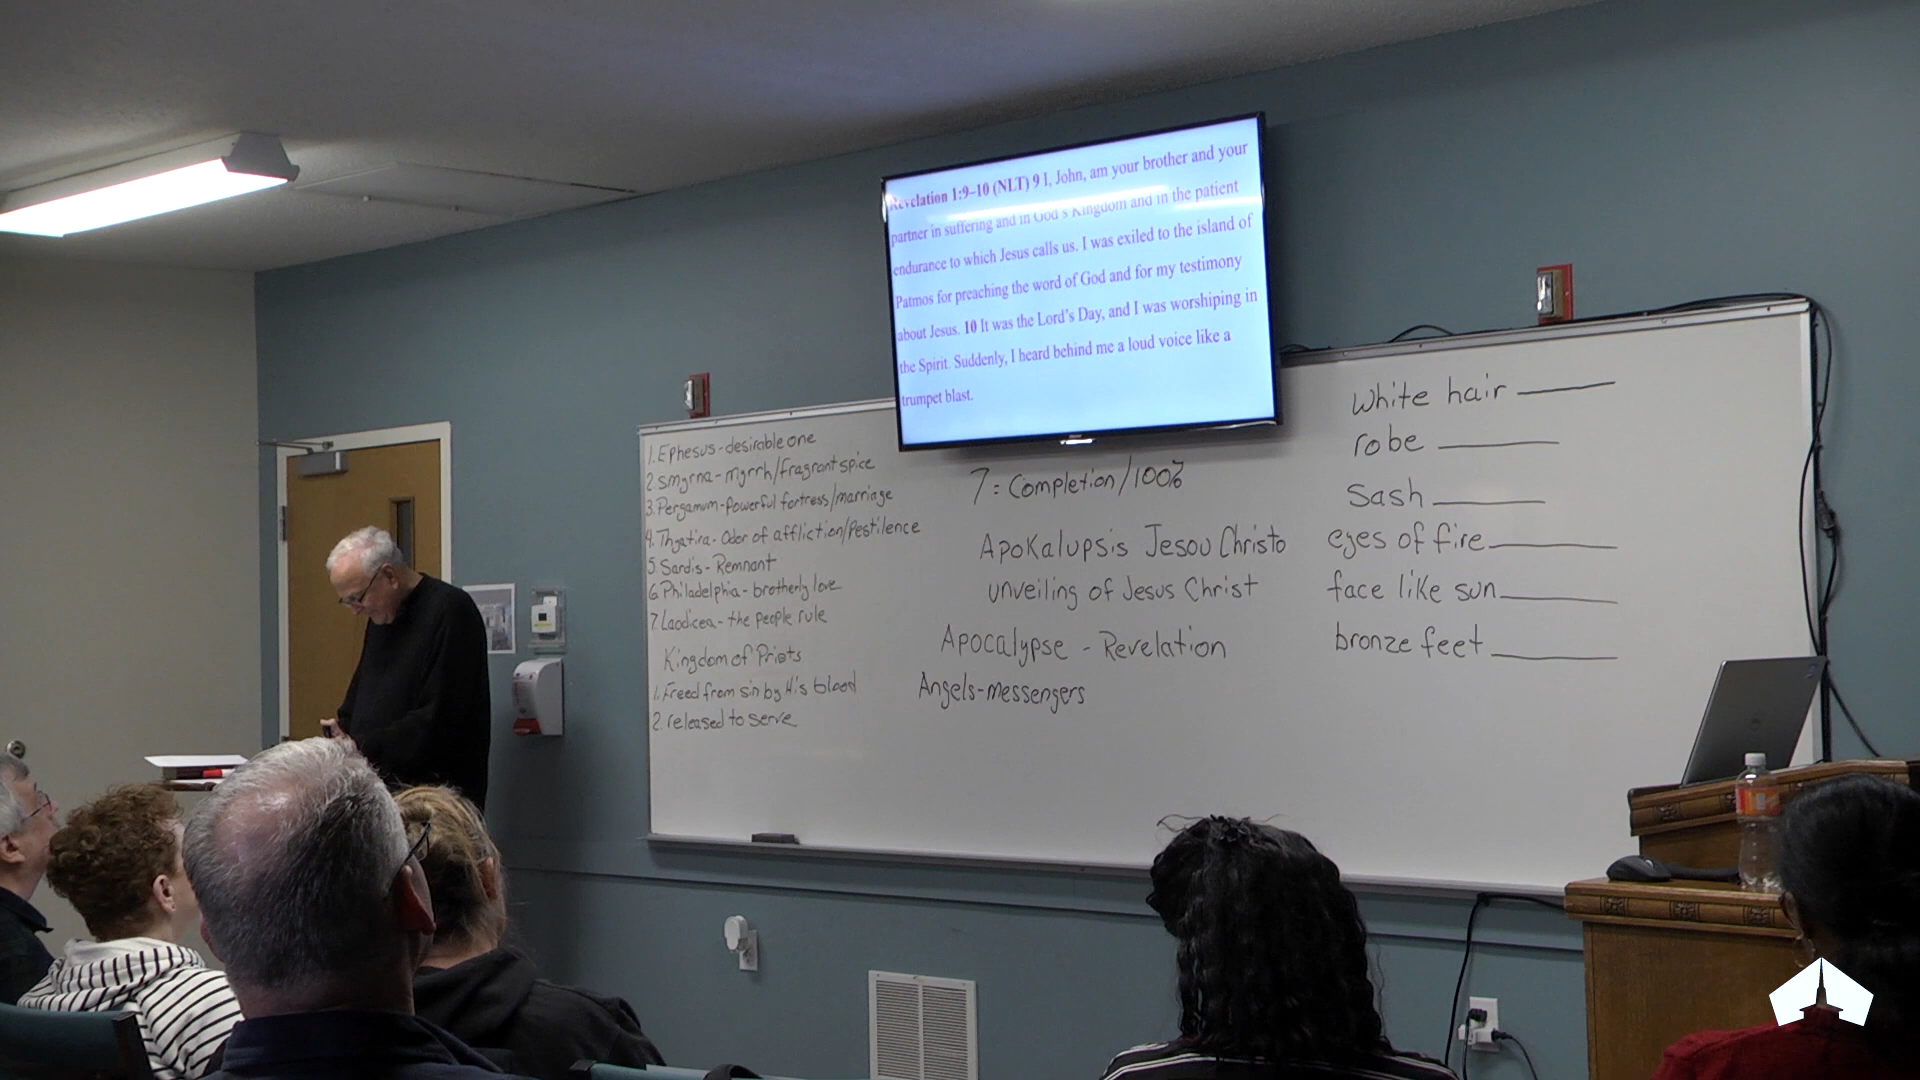 Revelation 1:9–10 (NLT) 9 I, John, am your brother and your
partner in suffering and in God's Kingdom and in the patient
endurance to which Jesus calls us. I was exiled to the island of
Patmos for preaching the word of God and for my testimony
about Jesus. 10 It was the Lord's Day, and I was worshiping in
the Spirit. Suddenly, I heard behind me a loud voice like a
trumpet blast.
1. Ephesus - desirable one
2. Smyrna - myrrh/fragrant spice
3. Pergamum - powerful fortress/marriage
4. Thyatira - Odor of affliction/Pestilence
5. Sardis - Remnant
6. Philadelphia - brotherly love
7. Laodicea - the people rule
Kingdom of Priests
1. Freed from sin by His blood
2. released to serve
7 = Completion/100%
Apokalupsis Jesou Christo
unveiling of Jesus Christ
Apocalypse - Revelation
Angels - messengers
white hair ______
robe ______
Sash ______
eyes of fire ______
face like sun ______
bronze feet ______